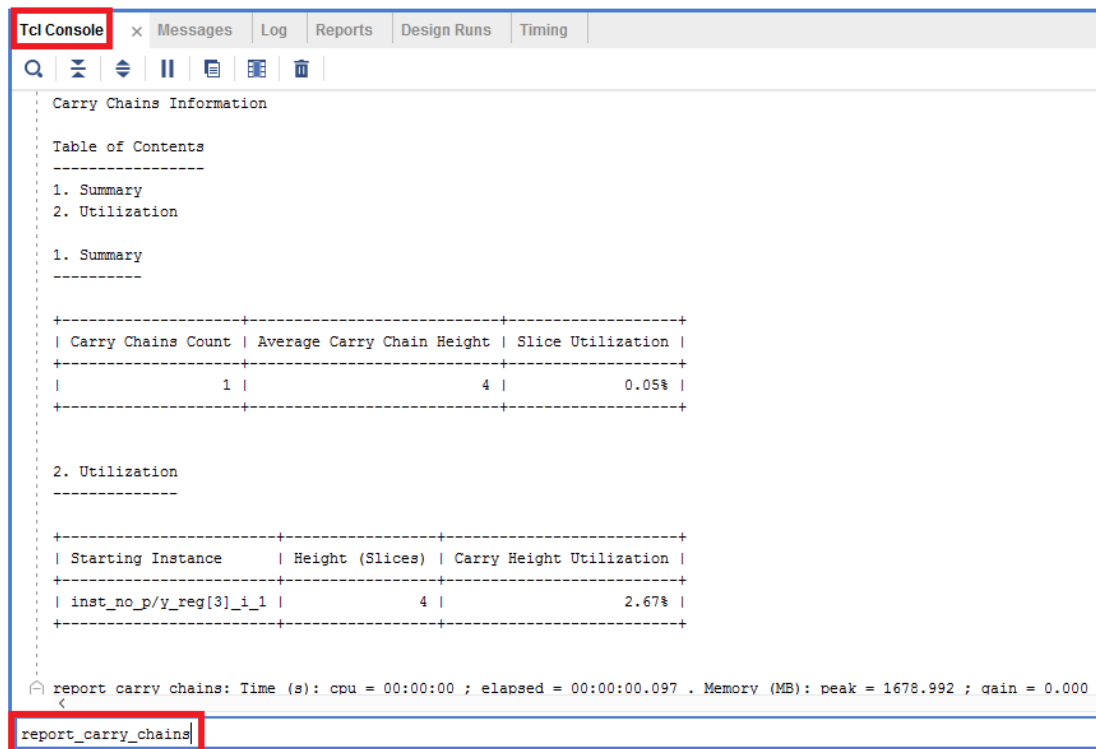 Tcl Console × Messages Log Reports Design Runs Timing
Carry Chains Information
Table of Contents
-----------------
1. Summary
2. Utilization
1. Summary
----------
+--------------------+----------------------------+-------------------+
| Carry Chains Count | Average Carry Chain Height | Slice Utilization |
+--------------------+----------------------------+-------------------+
|                  1 |                          4 |             0.05% |
+--------------------+----------------------------+-------------------+
2. Utilization
--------------
+-----------------------+-----------------+--------------------------+
| Starting Instance     | Height (Slices) | Carry Height Utilization |
+-----------------------+-----------------+--------------------------+
| inst_no_p/y_reg[3]_i_1 |               4 |                    2.67% |
+-----------------------+-----------------+--------------------------+
report_carry_chains: Time (s): cpu = 00:00:00 ; elapsed = 00:00:00.097 . Memory (MB): peak = 1678.992 ; gain = 0.000
report_carry_chains